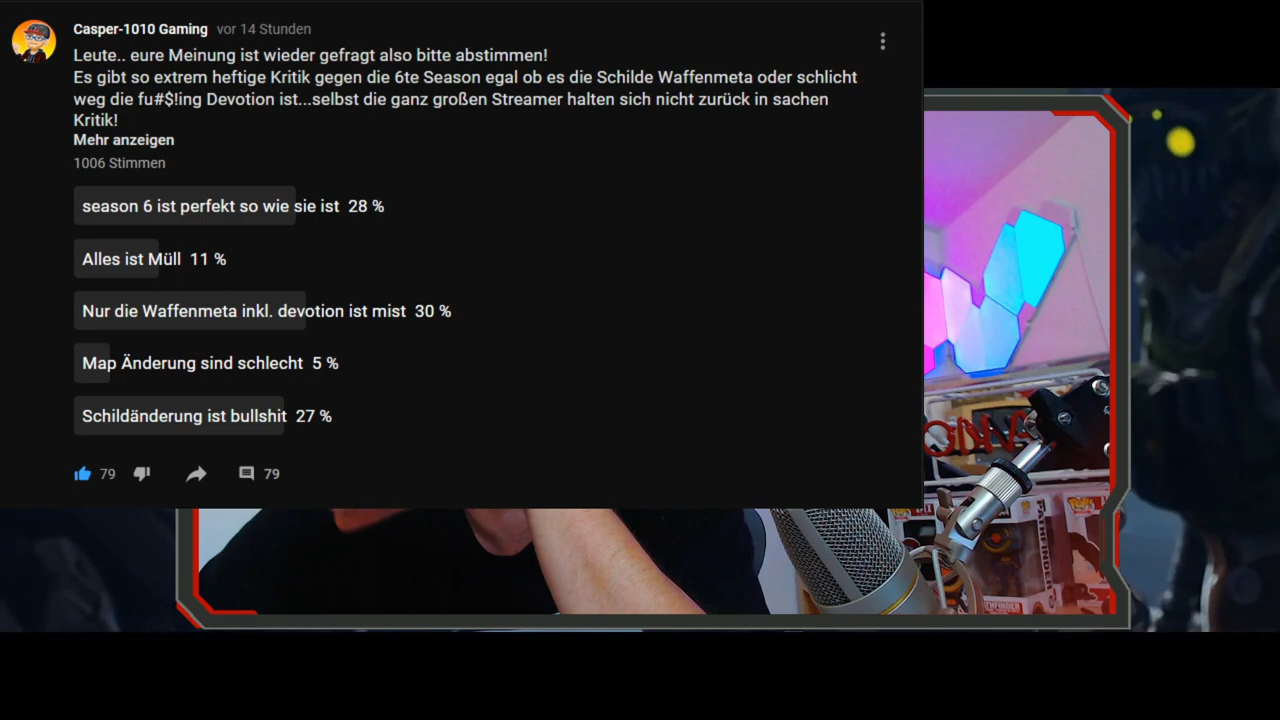 Casper-1010 Gaming vor 14 Stunden
Leute.. eure Meinung ist wieder gefragt also bitte abstimmen!
Es gibt so extrem heftige Kritik gegen die 6te Season egal ob es die Schilde Waffenmeta oder schlicht
weg die fu#$!ing Devotion ist...selbst die ganz großen Streamer halten sich nicht zurück in sachen
Kritik!
Mehr anzeigen
1006 Stimmen
season 6 ist perfekt so wie sie ist 28 %
Alles ist Müll 11 %
Nur die Waffenmeta inkl. devotion ist mist 30 %
Map Änderung sind schlecht 5 %
Schildänderung ist bullshit 27 %
79 79
PATHFINDER
PATHFINDER